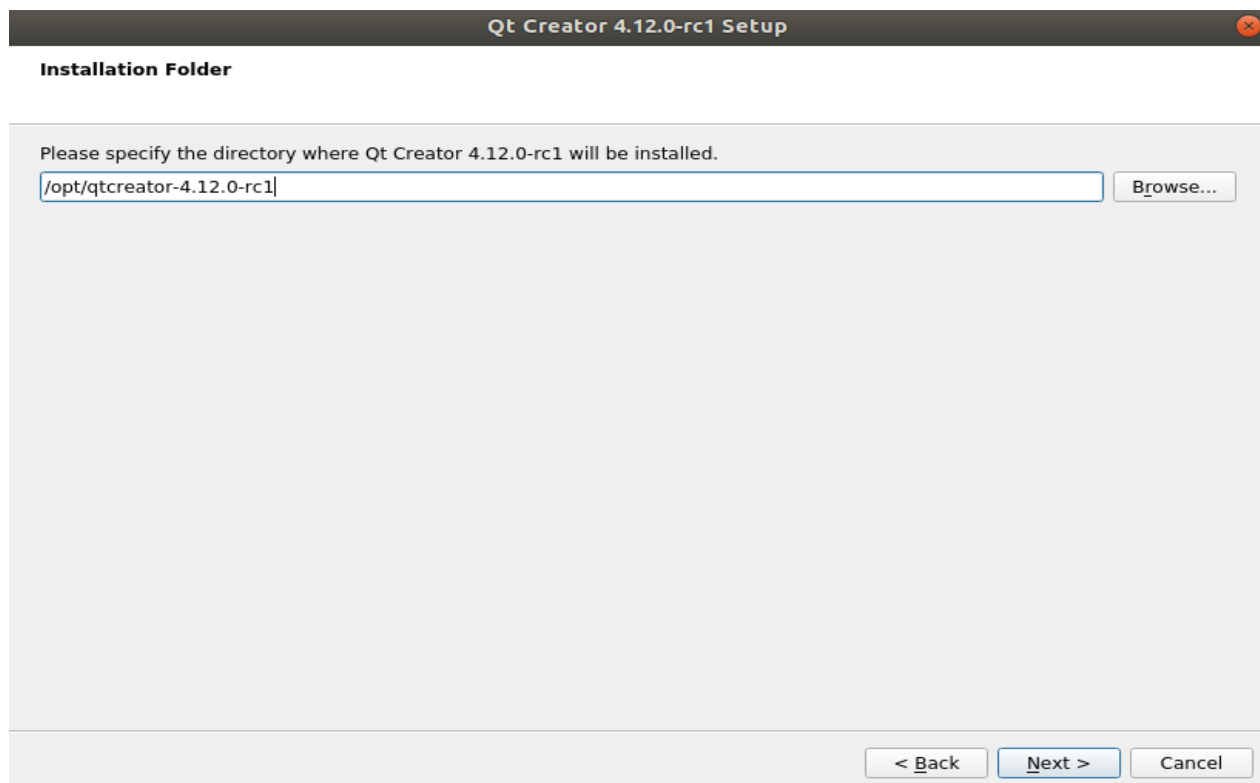 Qt Creator 4.12.0-rc1 Setup
Installation Folder
Please specify the directory where Qt Creator 4.12.0-rc1 will be installed.
/opt/qtcreator-4.12.0-rc1
Browse...
< Back
Next >
Cancel